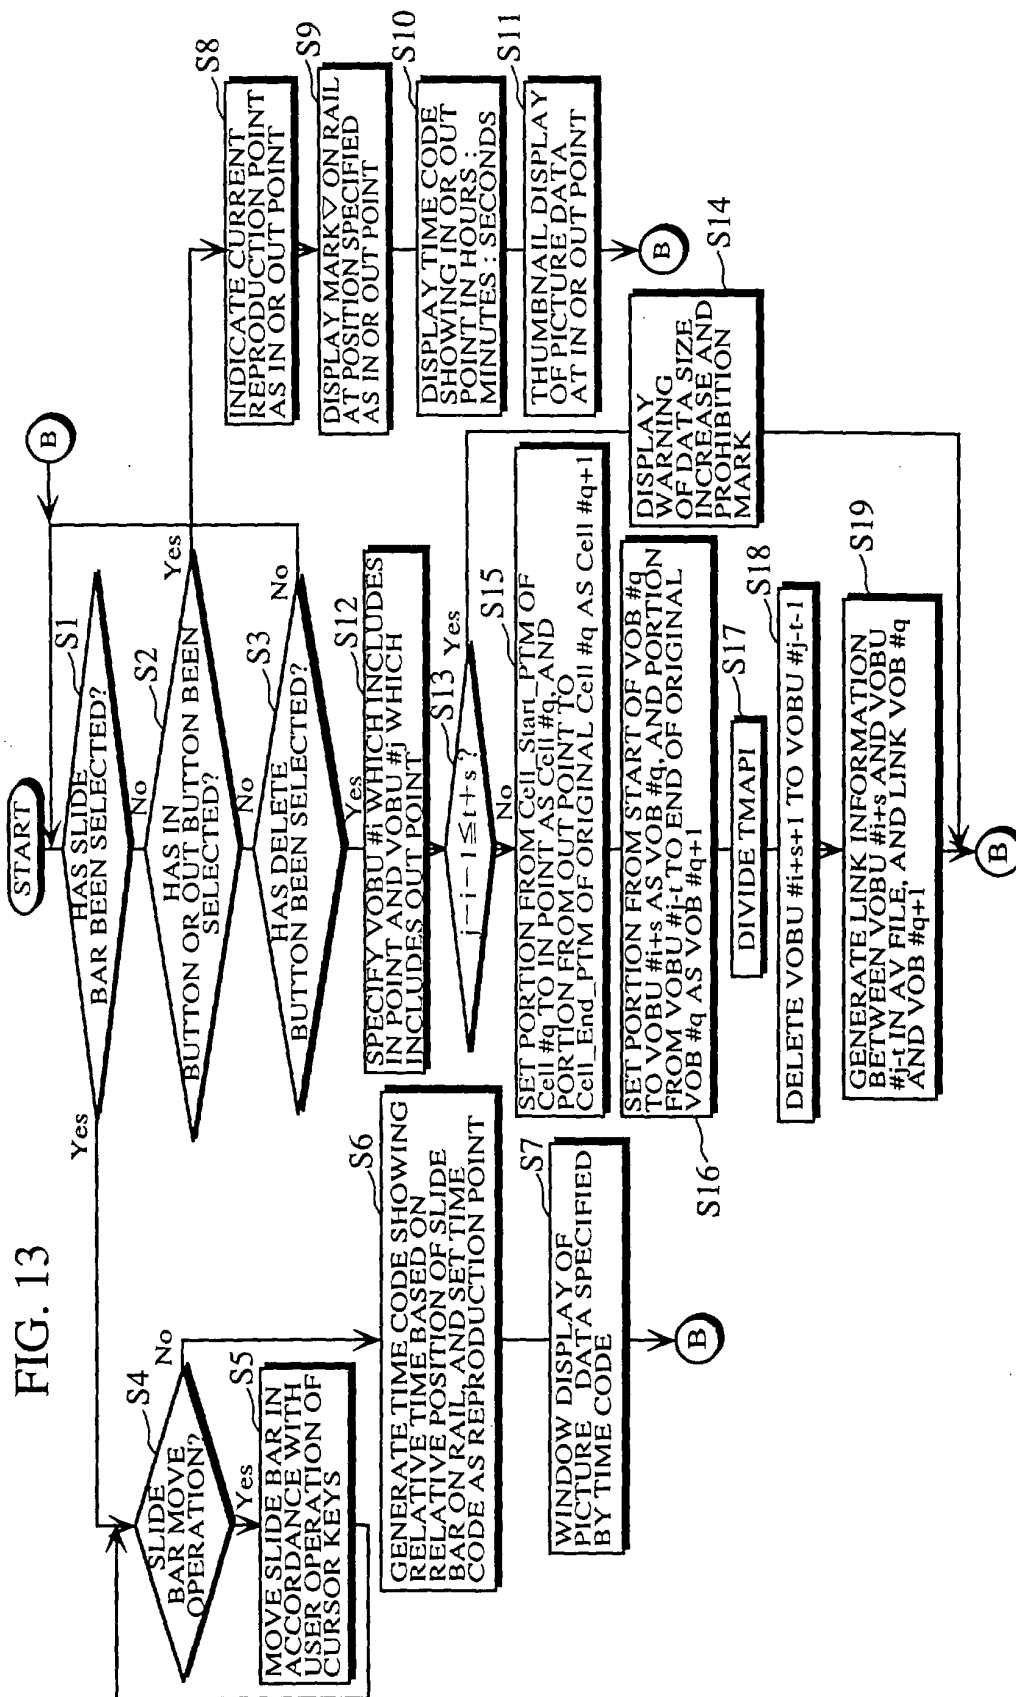 FIG. 13
START
B
S1
HAS SLIDE
BAR BEEN SELECTED?
Yes
No
S2
HAS IN
BUTTON OR OUT BUTTON BEEN
SELECTED?
Yes
No
S3
HAS DELETE
BUTTON BEEN SELECTED?
No
Yes
S4
SLIDE
BAR MOVE
OPERATION?
No
Yes
S5
MOVE SLIDE BAR IN
ACCORDANCE WITH
USER OPERATION OF
CURSOR KEYS
S6
GENERATE TIME CODE SHOWING
RELATIVE TIME BASED ON
RELATIVE POSITION OF SLIDE
BAR ON RAIL, AND SET TIME
CODE AS REPRODUCTION POINT
S7
WINDOW DISPLAY OF
PICTURE DATA SPECIFIED
BY TIME CODE
B
S8
INDICATE CURRENT
REPRODUCTION POINT
AS IN OR OUT POINT
S9
DISPLAY MARK▽ ON RAIL
AT POSITION SPECIFIED
AS IN OR OUT POINT
S10
DISPLAY TIME CODE
SHOWING IN OR OUT
POINT IN HOURS :
MINUTES : SECONDS
S11
THUMBNAIL DISPLAY
OF PICTURE DATA
AT IN OR OUT POINT
B
S12
SPECIFY VOBU #i WHICH INCLUDES
IN POINT AND VOBU #j WHICH
INCLUDES OUT POINT
S13
j-i-1≦t+s?
Yes
No
S14
DISPLAY
WARNING
OF DATA SIZE
INCREASE AND
PROHIBITION
MARK
S15
SET PORTION FROM Cell_Start_PTM OF
Cell #q TO IN POINT AS Cell #q, AND
PORTION FROM OUT POINT TO
Cell_End_PTM OF ORIGINAL Cell #q AS Cell #q+1
S16
SET PORTION FROM START OF VOB #q
TO VOBU #i+s AS VOB #q, AND PORTION
FROM VOBU #j-t TO END OF ORIGINAL
VOB #q AS VOB #q+1
S17
DIVIDE TMAPI
S18
DELETE VOBU #i+s+1 TO VOBU #j-t-1
S19
GENERATE LINK INFORMATION
BETWEEN VOBU #i+s AND VOBU
#j-t IN AV FILE, AND LINK VOB #q
AND VOB #q+1
B